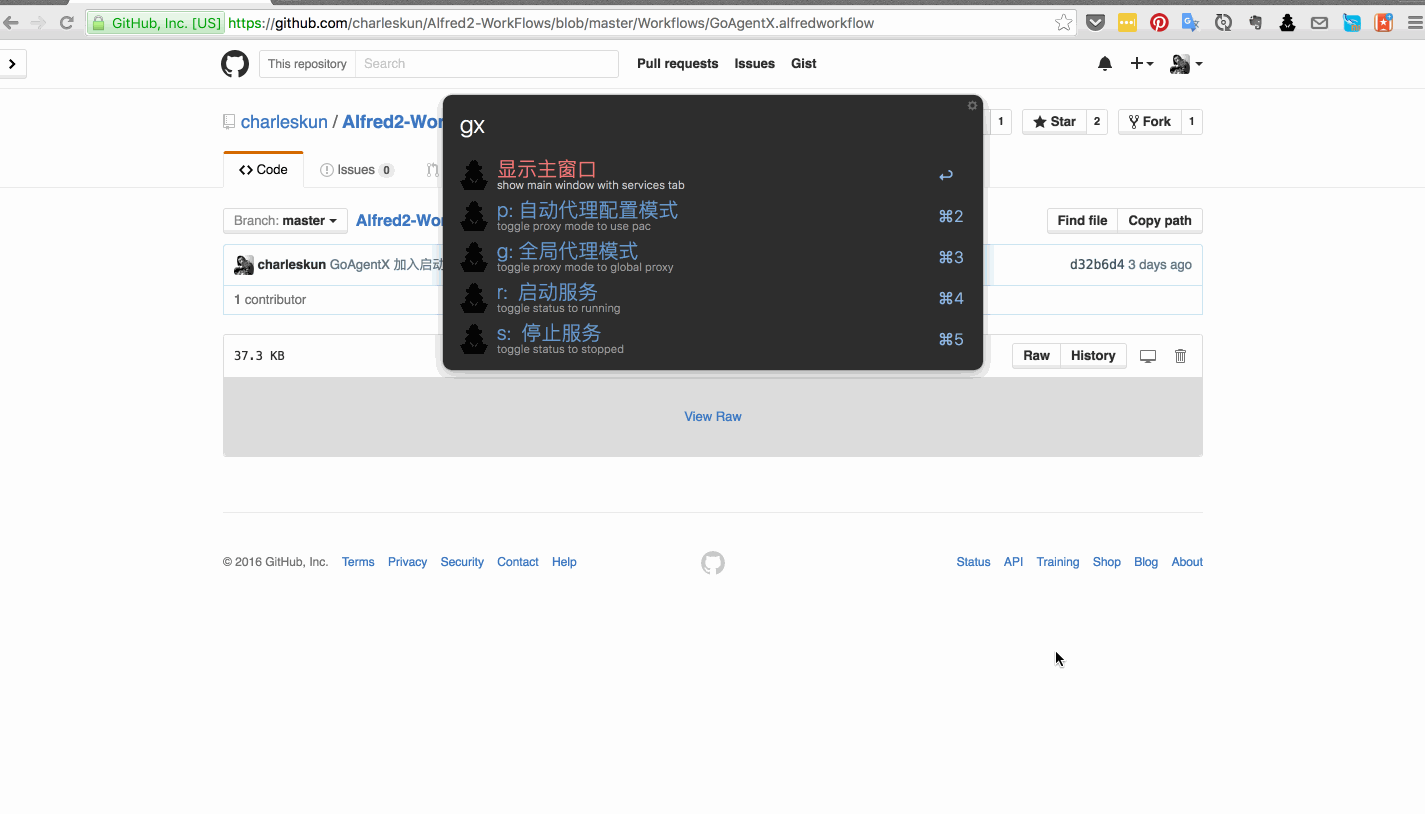 GitHub, Inc. [US] https://github.com/charleskun/Alfred2-WorkFlows/blob/master/Workflows/GoAgentX.alfredworkflow
This repository Search Pull requests Issues Gist
charleskun / Alfred2-Wor
1 Star 2 Fork 1
gx
Code Issues 0
显示主窗口
show main window with services tab
p: 自动代理配置模式 ⌘2
toggle proxy mode to use pac
Branch: master Alfred2-Wor Find file Copy path
g: 全局代理模式 ⌘3
toggle proxy mode to global proxy
charleskun GoAgentX 加入启动 d32b6d4 3 days ago
r: 启动服务 ⌘4
toggle status to running
1 contributor
s: 停止服务 ⌘5
toggle status to stopped
37.3 KB Raw History
View Raw
© 2016 GitHub, Inc. Terms Privacy Security Contact Help Status API Training Shop Blog About